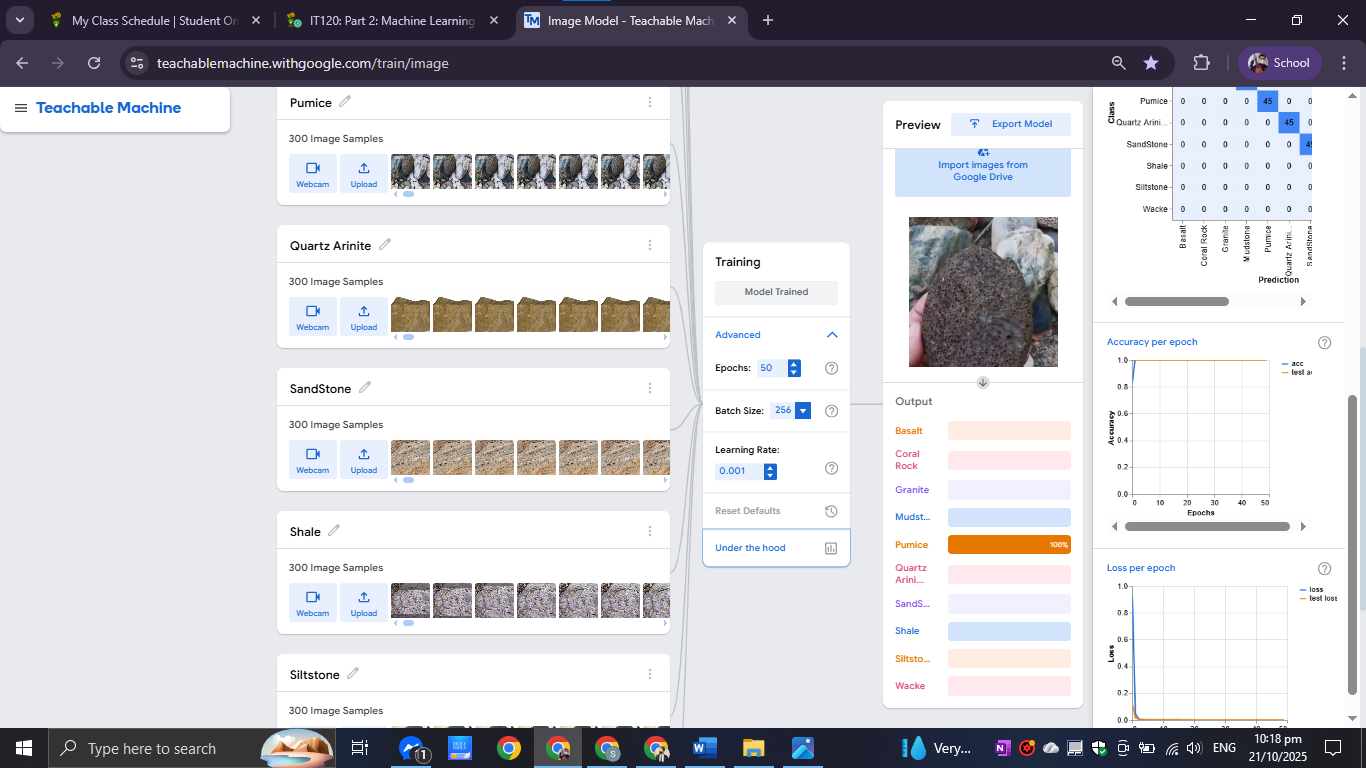 My Class Schedule | Student On
IT120: Part 2: Machine Learning
Image Model - Teachable Mach
teachablemachine.withgoogle.com/train/image
School
Teachable Machine
Pumice
300 Image Samples
Webcam
Upload
Quartz Arinite
300 Image Samples
Webcam
Upload
SandStone
300 Image Samples
Webcam
Upload
Shale
300 Image Samples
Webcam
Upload
Siltstone
300 Image Samples
Training
Model Trained
Advanced
Epochs: 50
Batch Size: 256
Learning Rate:
0.001
Reset Defaults
Under the hood
Preview
Export Model
Import images from
Google Drive
Output
Basalt
Coral
Rock
Granite
Mudst...
Pumice 100%
Quartz
Arini...
SandS...
Shale
Siltsto...
Wacke
Class
Pumice 0 0 0 0 45 0 0
Quartz Arini... 0 0 0 0 0 45 0
SandStone 0 0 0 0 0 0 45
Shale 0 0 0 0 0 0 0
Siltstone 0 0 0 0 0 0 0
Wacke 0 0 0 0 0 0 0
Basalt
Coral Rock
Granite
Mudstone
Pumice
Quartz Arini...
SandStone
Prediction
Accuracy per epoch
1.0
0.8
0.6
0.4
0.2
0.0
Accuracy
0 10 20 30 40 50
Epochs
acc
test a
Loss per epoch
1.0
0.8
0.6
0.4
0.2
0.0
Loss
loss
test loss
Type here to search
1
Very...
ENG
10:18 pm
21/10/2025